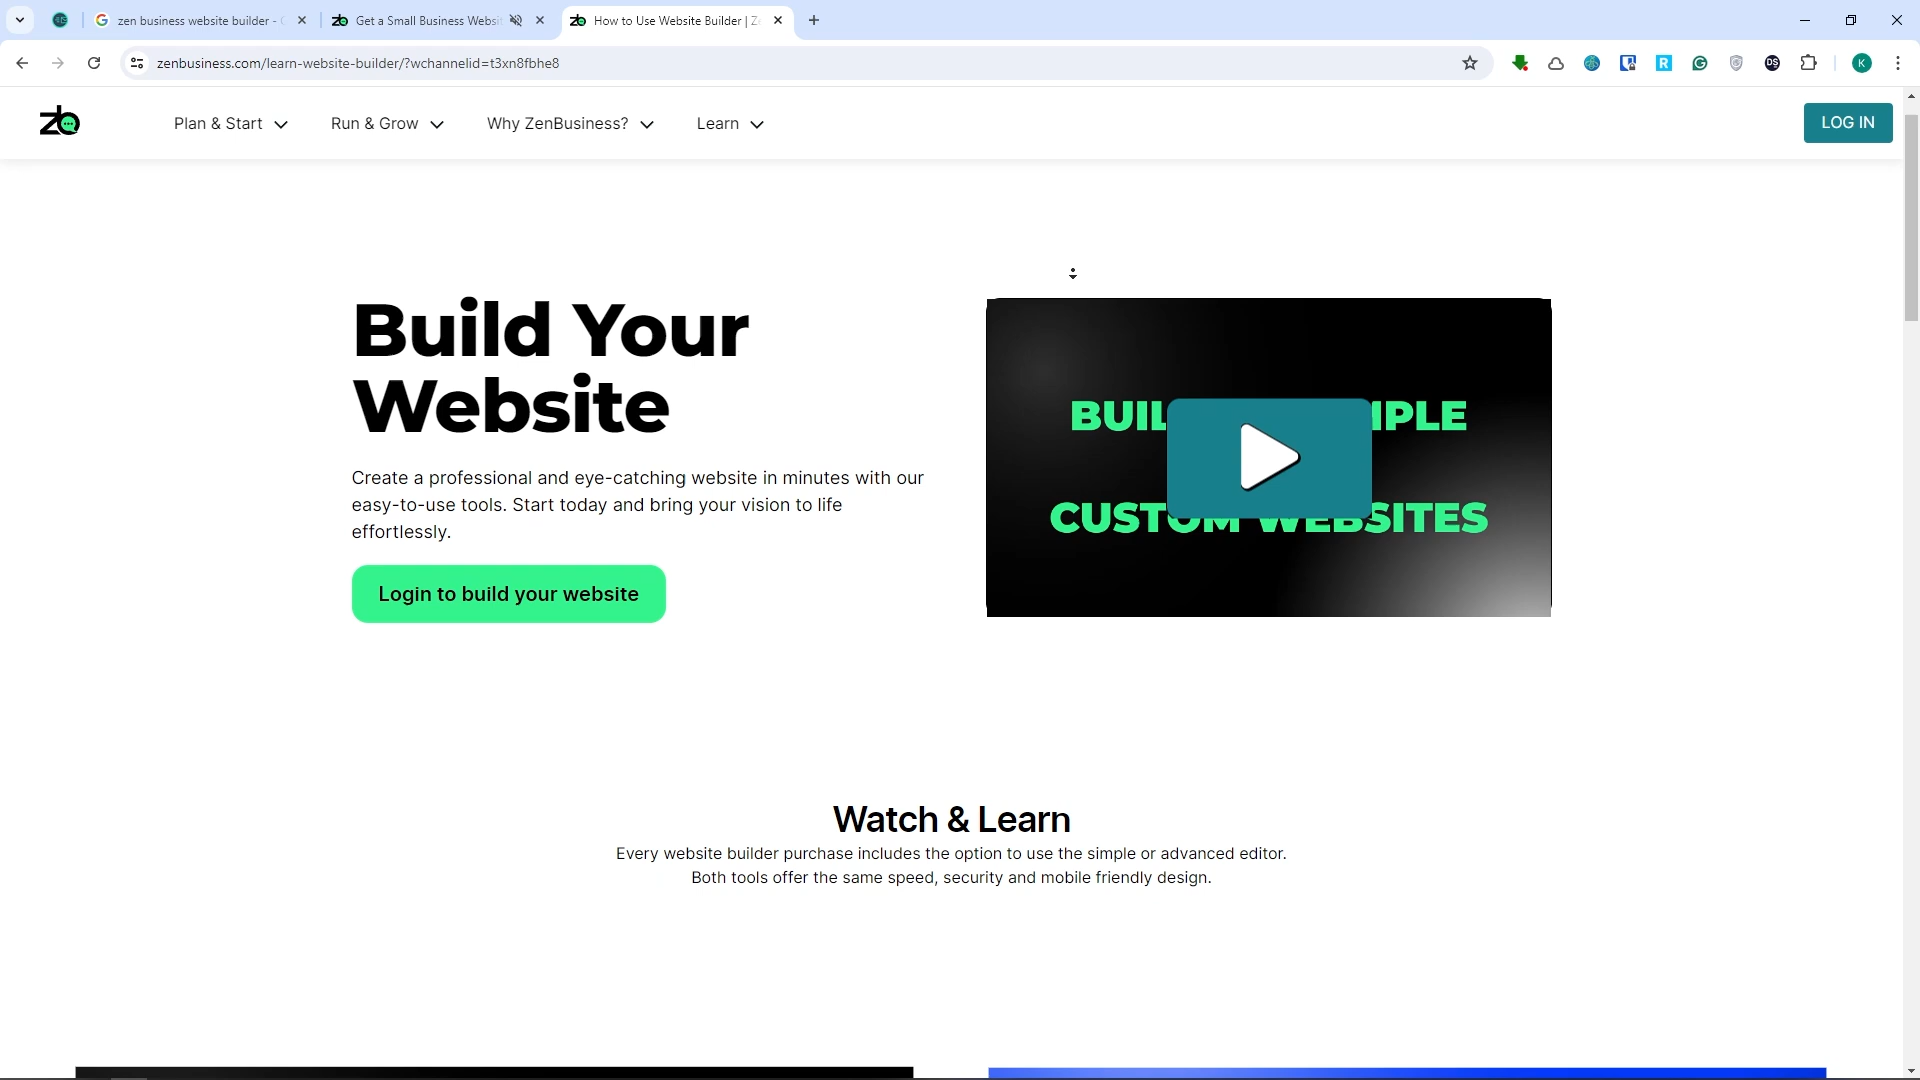 zen business website builder -
Get a Small Business Websi
How to Use Website Builder | Z
zenbusiness.com/learn-website-builder/?wchannelid=t3xn8fbhe8
DS
K
zb
Plan & Start
Run & Grow
Why ZenBusiness?
Learn
LOG IN
Build Your
Website
Create a professional and eye-catching website in minutes with our
easy-to-use tools. Start today and bring your vision to life
effortlessly.
Login to build your website
CUSTOM WEBSITES
Watch & Learn
Every website builder purchase includes the option to use the simple or advanced editor.
Both tools offer the same speed, security and mobile friendly design.